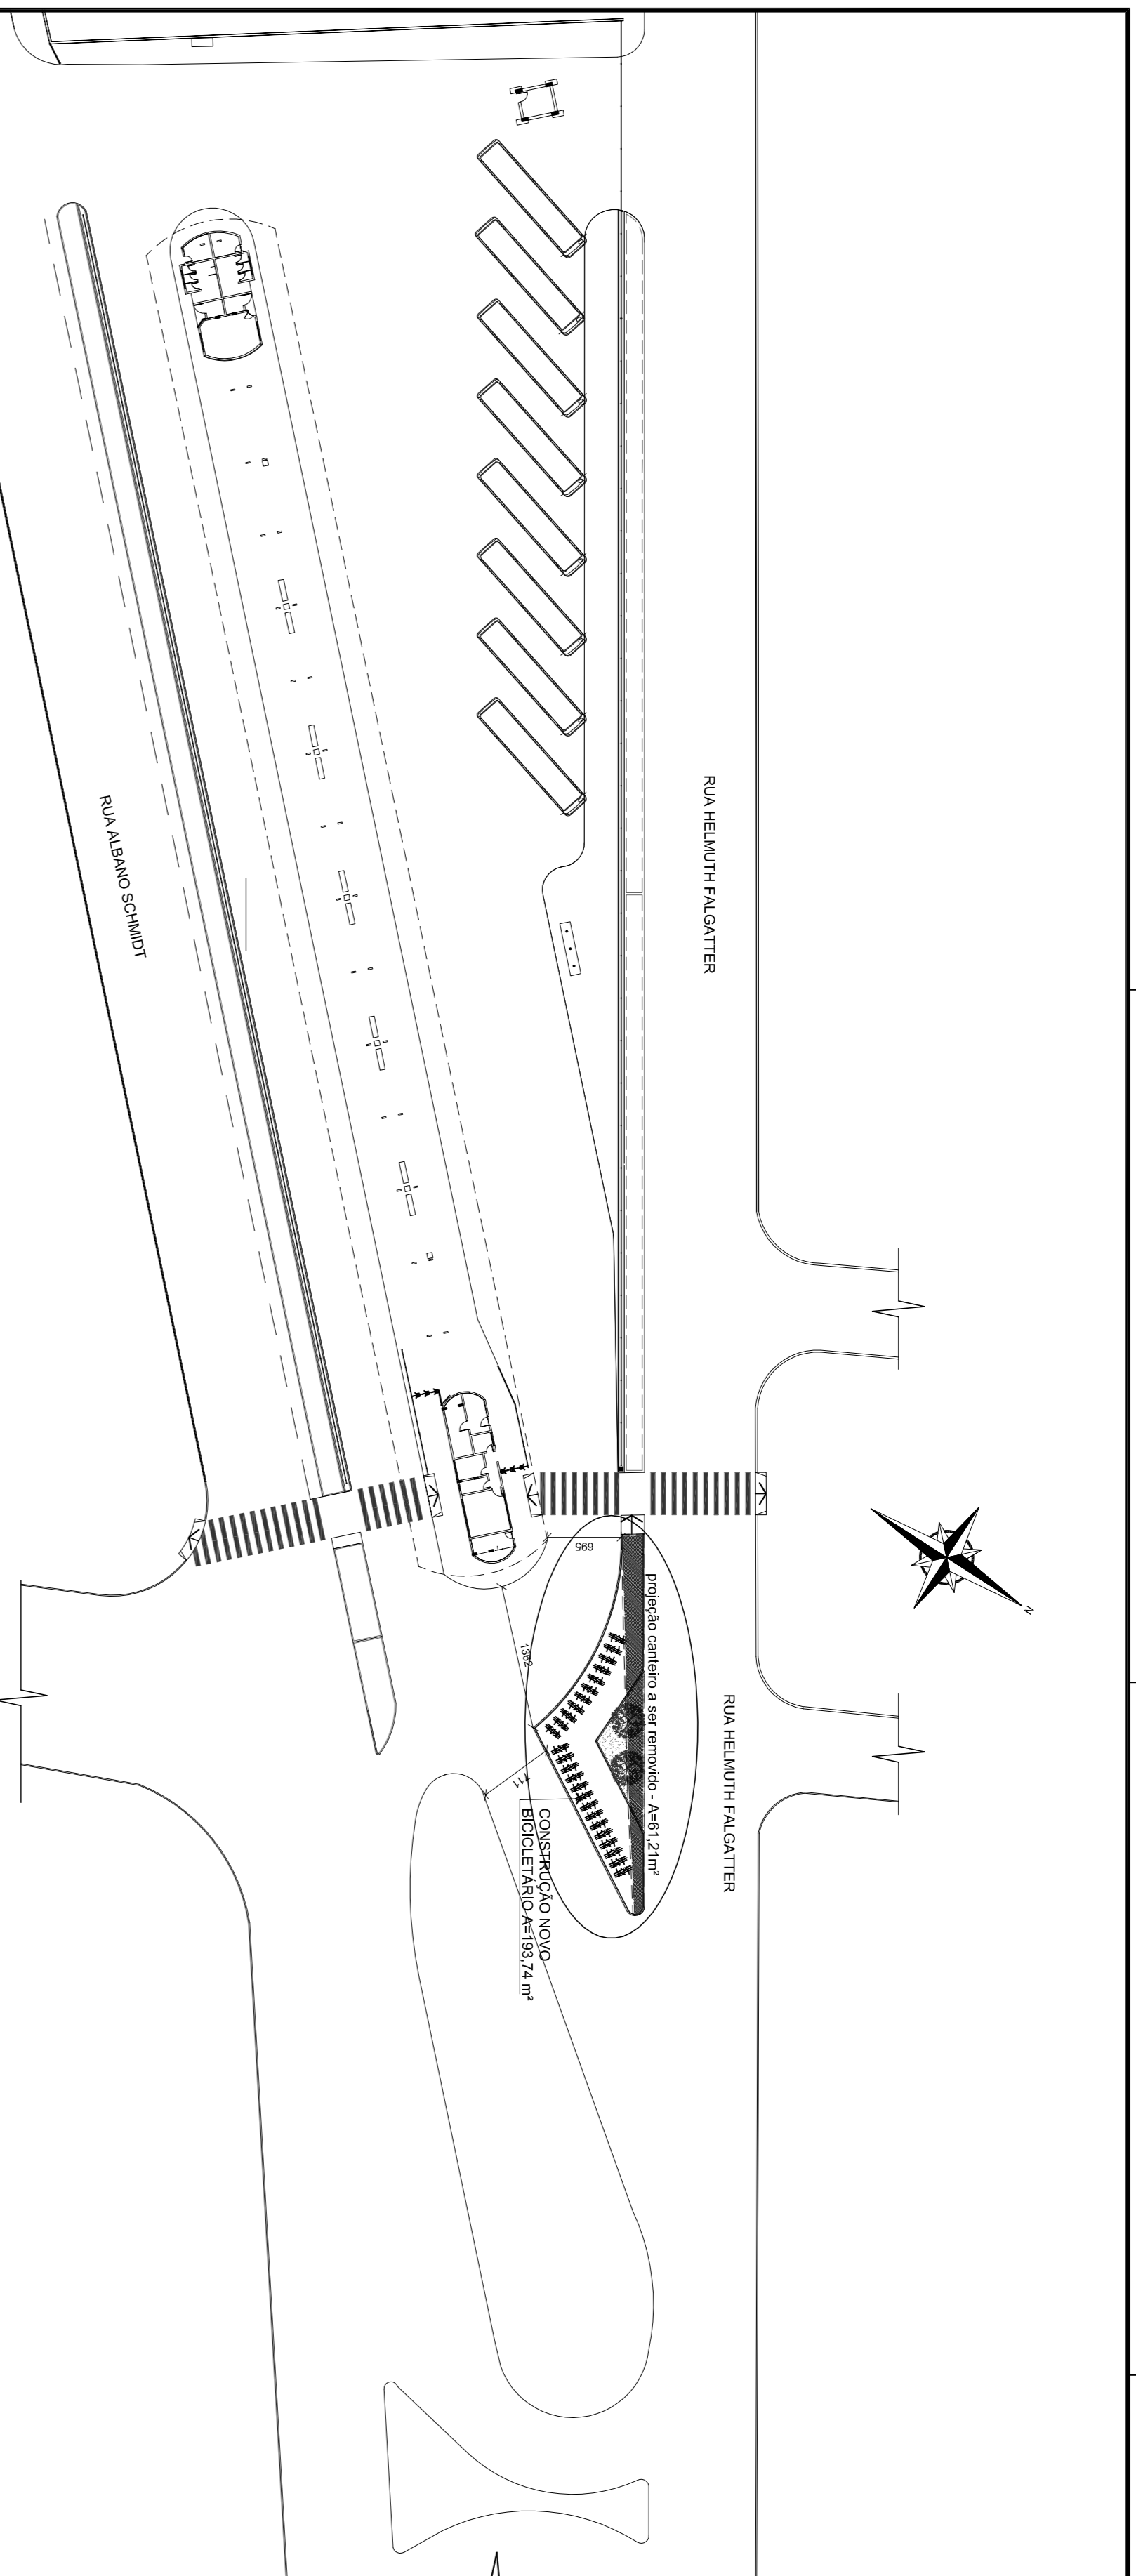 RUA HELMUTH FALGATTER
RUA ALBANO SCHMIDT
N
695
projeção canteiro a ser removido - A=61,21m²
1362
RUA HELMUTH FALGATTER
711
CONSTRUÇÃO NOVO
BICICLETÁRIO A=193,74 m²